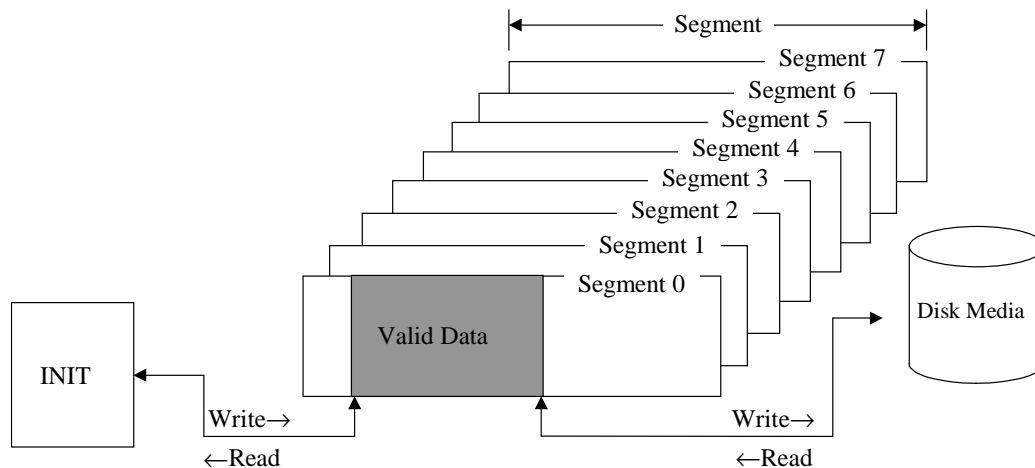 Segment
Segment 7
Segment 6
Segment 5
Segment 4
Segment 3
Segment 2
Segment 1
Segment 0
Disk Media
Valid Data
INIT
Write→
←Read
Write→
←Read